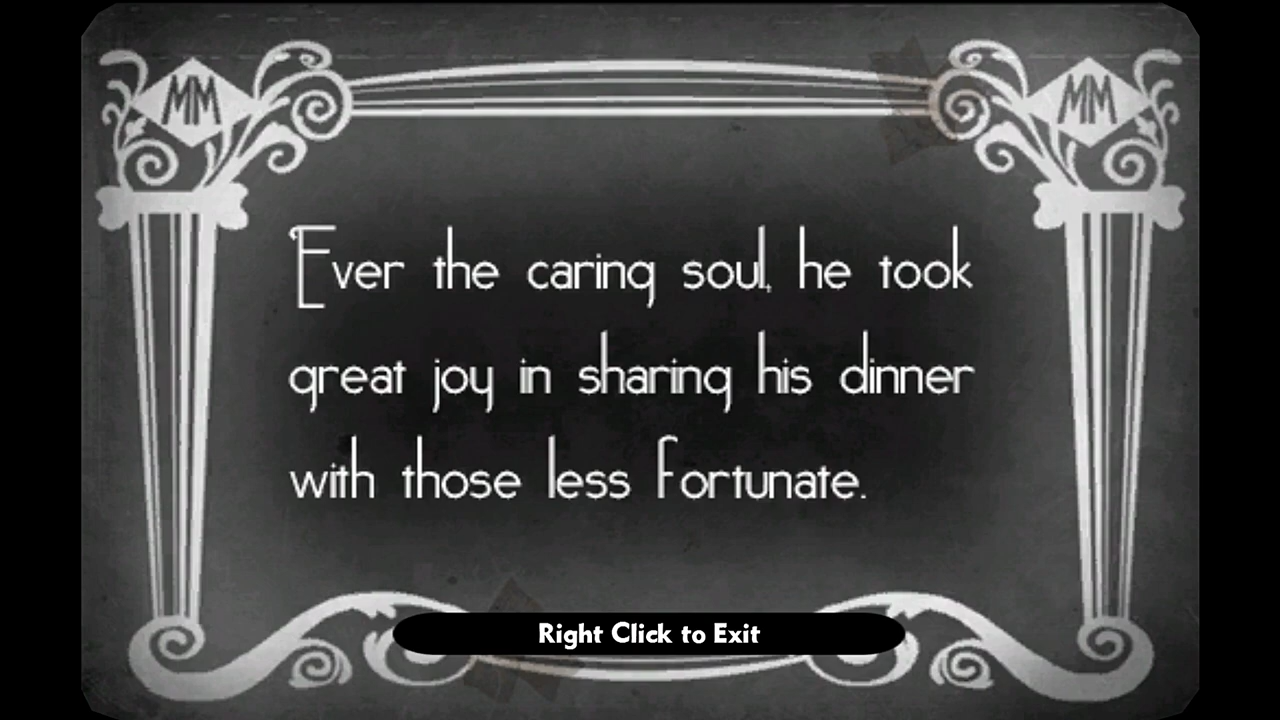 MM MM
Ever the caring soul, he took
great joy in sharing his dinner
with those less fortunate.
Right Click to Exit